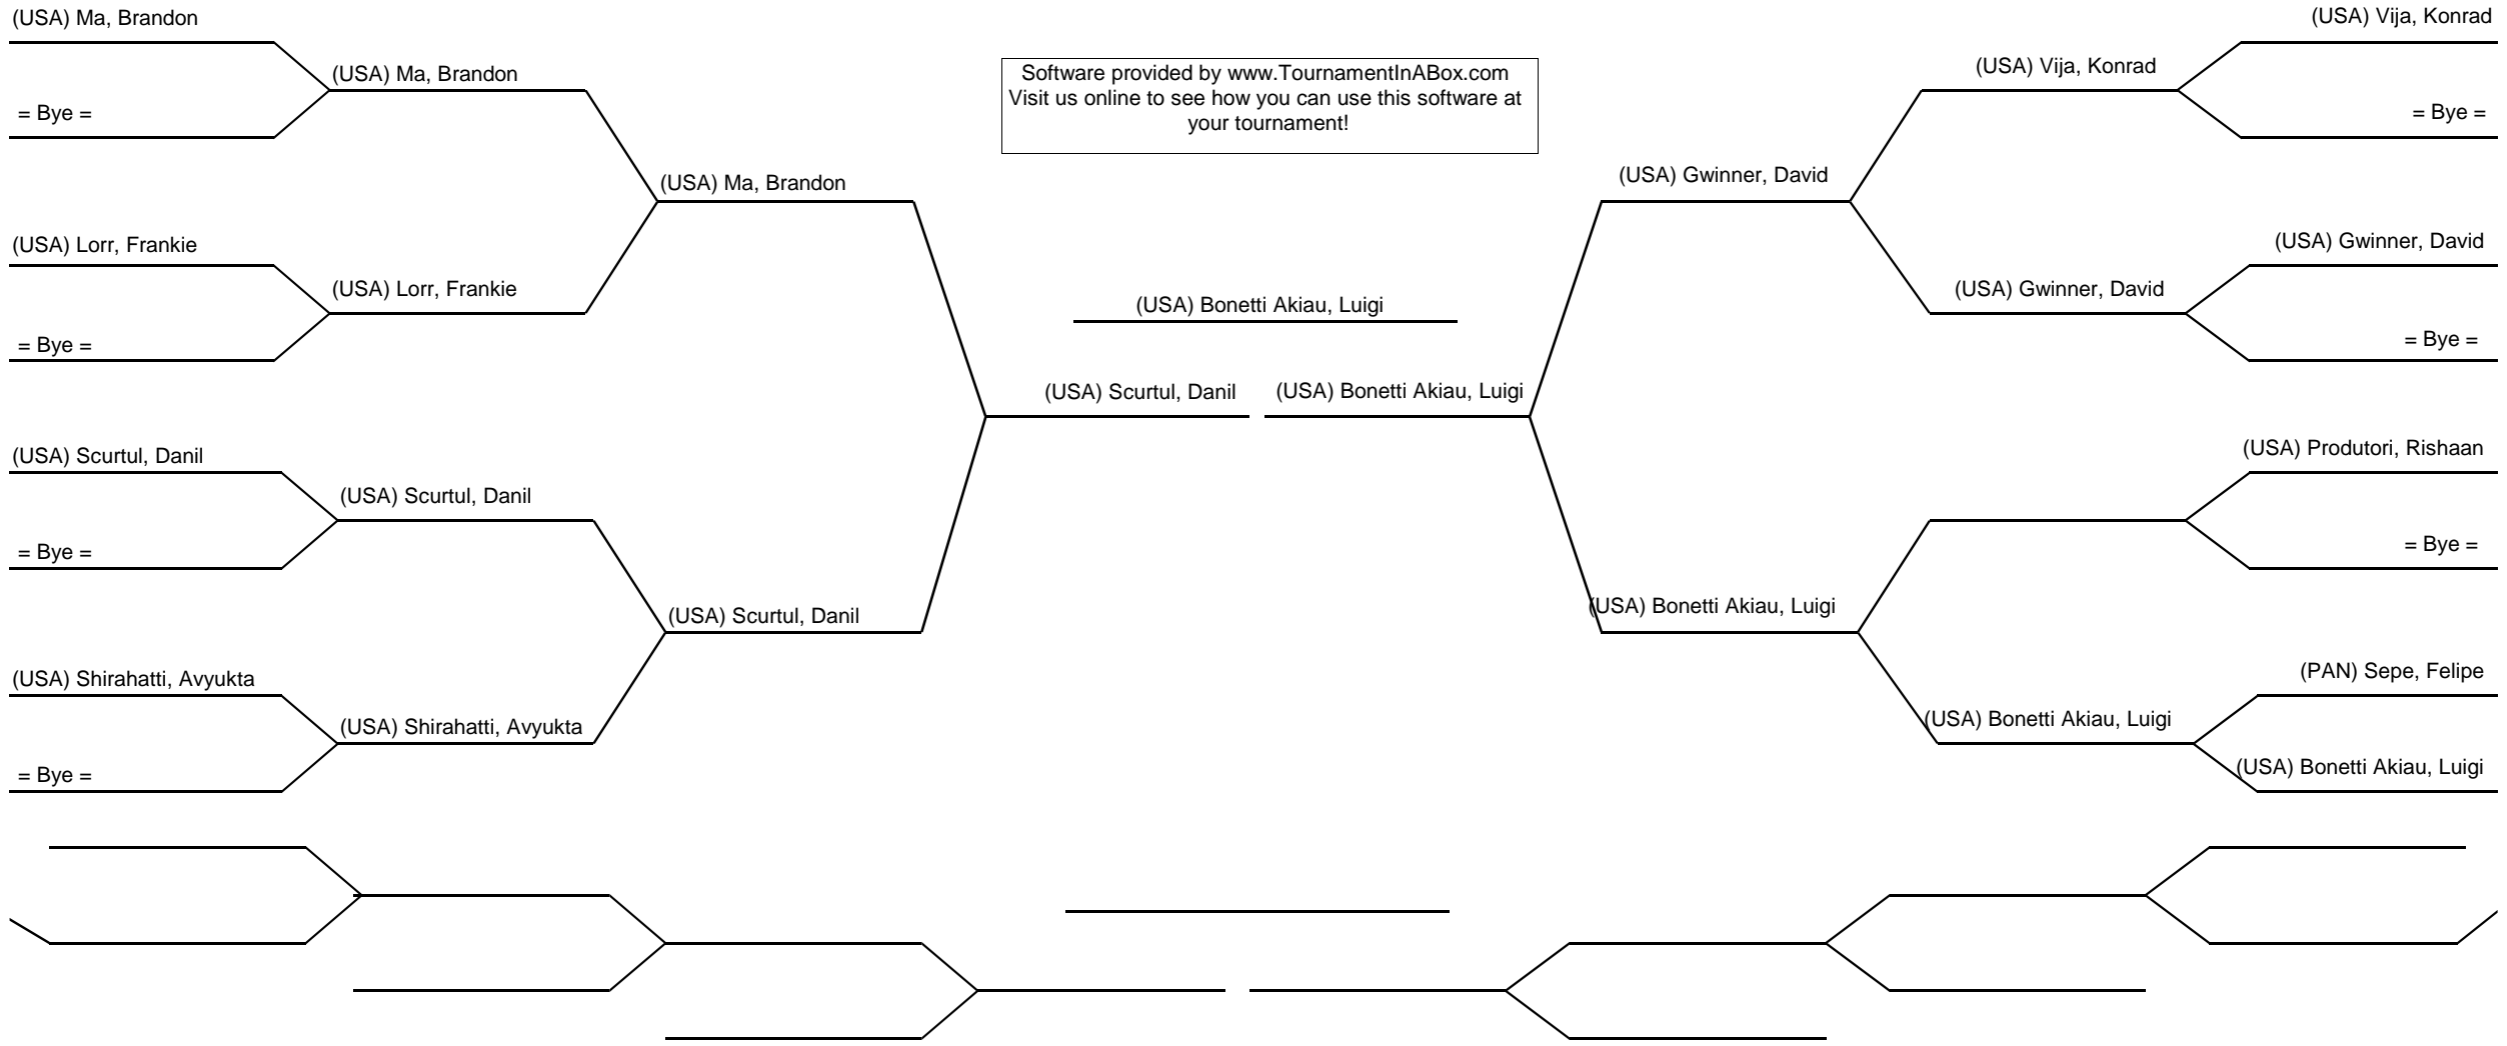 (USA) Ma, Brandon
= Bye =
(USA) Lorr, Frankie
= Bye =
(USA) Scurtul, Danil
= Bye =
(USA) Shirahatti, Avyukta
= Bye =
(USA) Ma, Brandon
(USA) Lorr, Frankie
(USA) Scurtul, Danil
(USA) Shirahatti, Avyukta
(USA) Ma, Brandon
(USA) Scurtul, Danil
Software provided by www.TournamentInABox.com
Visit us online to see how you can use this software at
your tournament!
(USA) Bonetti Akiau, Luigi
(USA) Scurtul, Danil
(USA) Bonetti Akiau, Luigi
(USA) Gwinner, David
(USA) Bonetti Akiau, Luigi
(USA) Vija, Konrad
(USA) Gwinner, David
(USA) Bonetti Akiau, Luigi
(USA) Vija, Konrad
= Bye =
(USA) Gwinner, David
= Bye =
(USA) Produtori, Rishaan
= Bye =
(PAN) Sepe, Felipe
(USA) Bonetti Akiau, Luigi